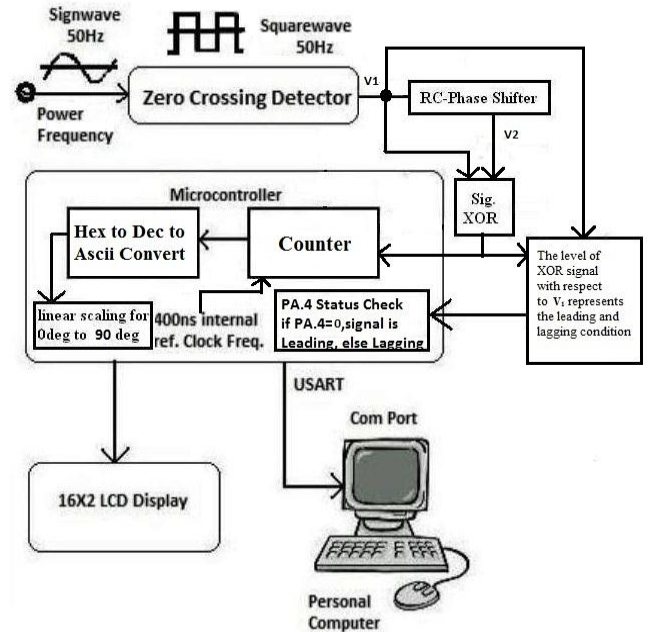 Signwave
50Hz
Squarewave
50Hz
Power
Frequency
Zero Crossing Detector
V1
RC-Phase Shifter
V2
Sig.
XOR
Microcontroller
Hex to Dec to
Ascii Convert
Counter
The level of
XOR signal
with respect
to V₁ represents
the leading and
lagging condition
linear scaling for
0deg to 90 deg
400ns internal
ref. Clock Freq.
PA.4 Status Check
if PA.4=0,signal is
Leading, else Lagging
USART
Com Port
16X2 LCD Display
Personal
Computer